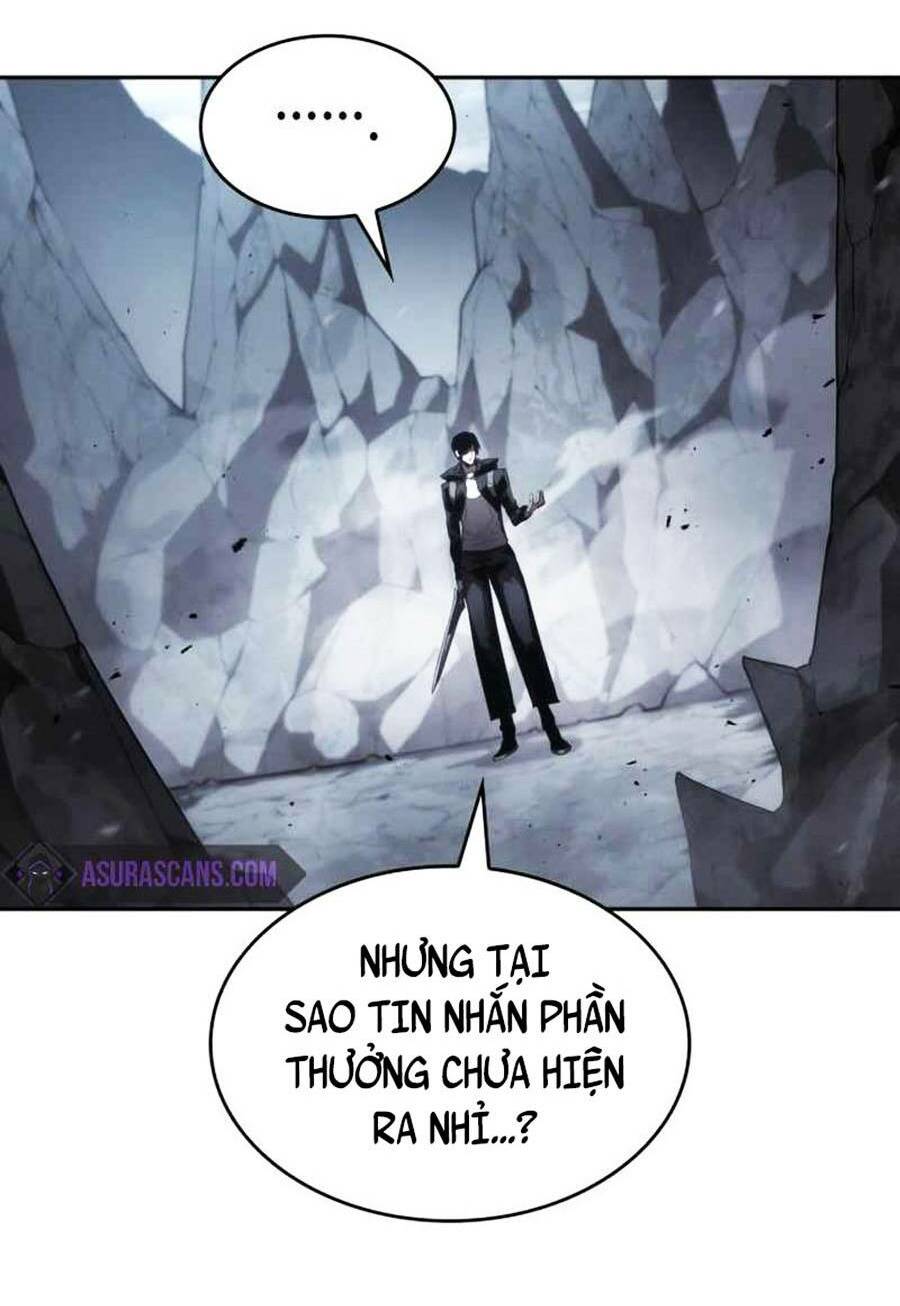 .......
ASURASCANS.COM
NHƯNG TẠI
SAO TIN NHẮN PHẦN
THƯỞNG CHƯA HIỆN
RA NHỈ...?